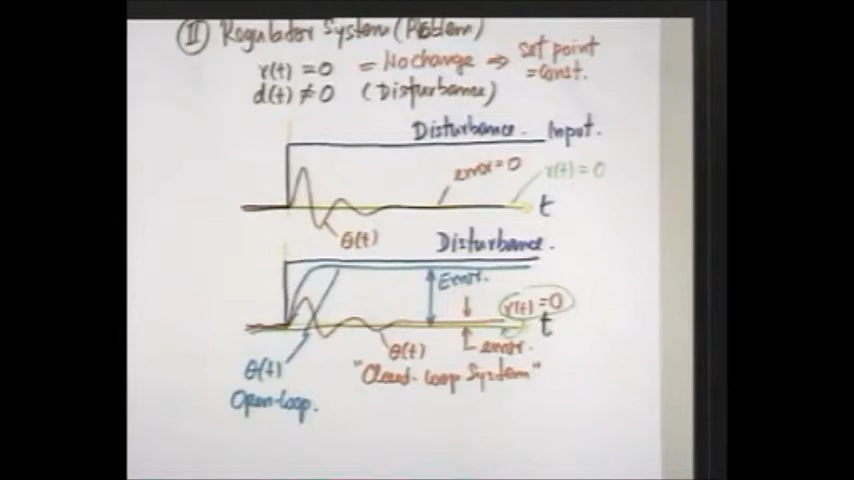 II Regulator System (Problem)
r(t) = 0 = No change ⇒ set point = const.
d(t) ≠ 0 (Disturbance)
Disturbance Input.
error = 0
r(t) = 0
t
θ(t)
Disturbance.
Error.
r(t) = 0
t
θ(t)
error.
θ(t)
"Closed-loop System"
Open-loop.